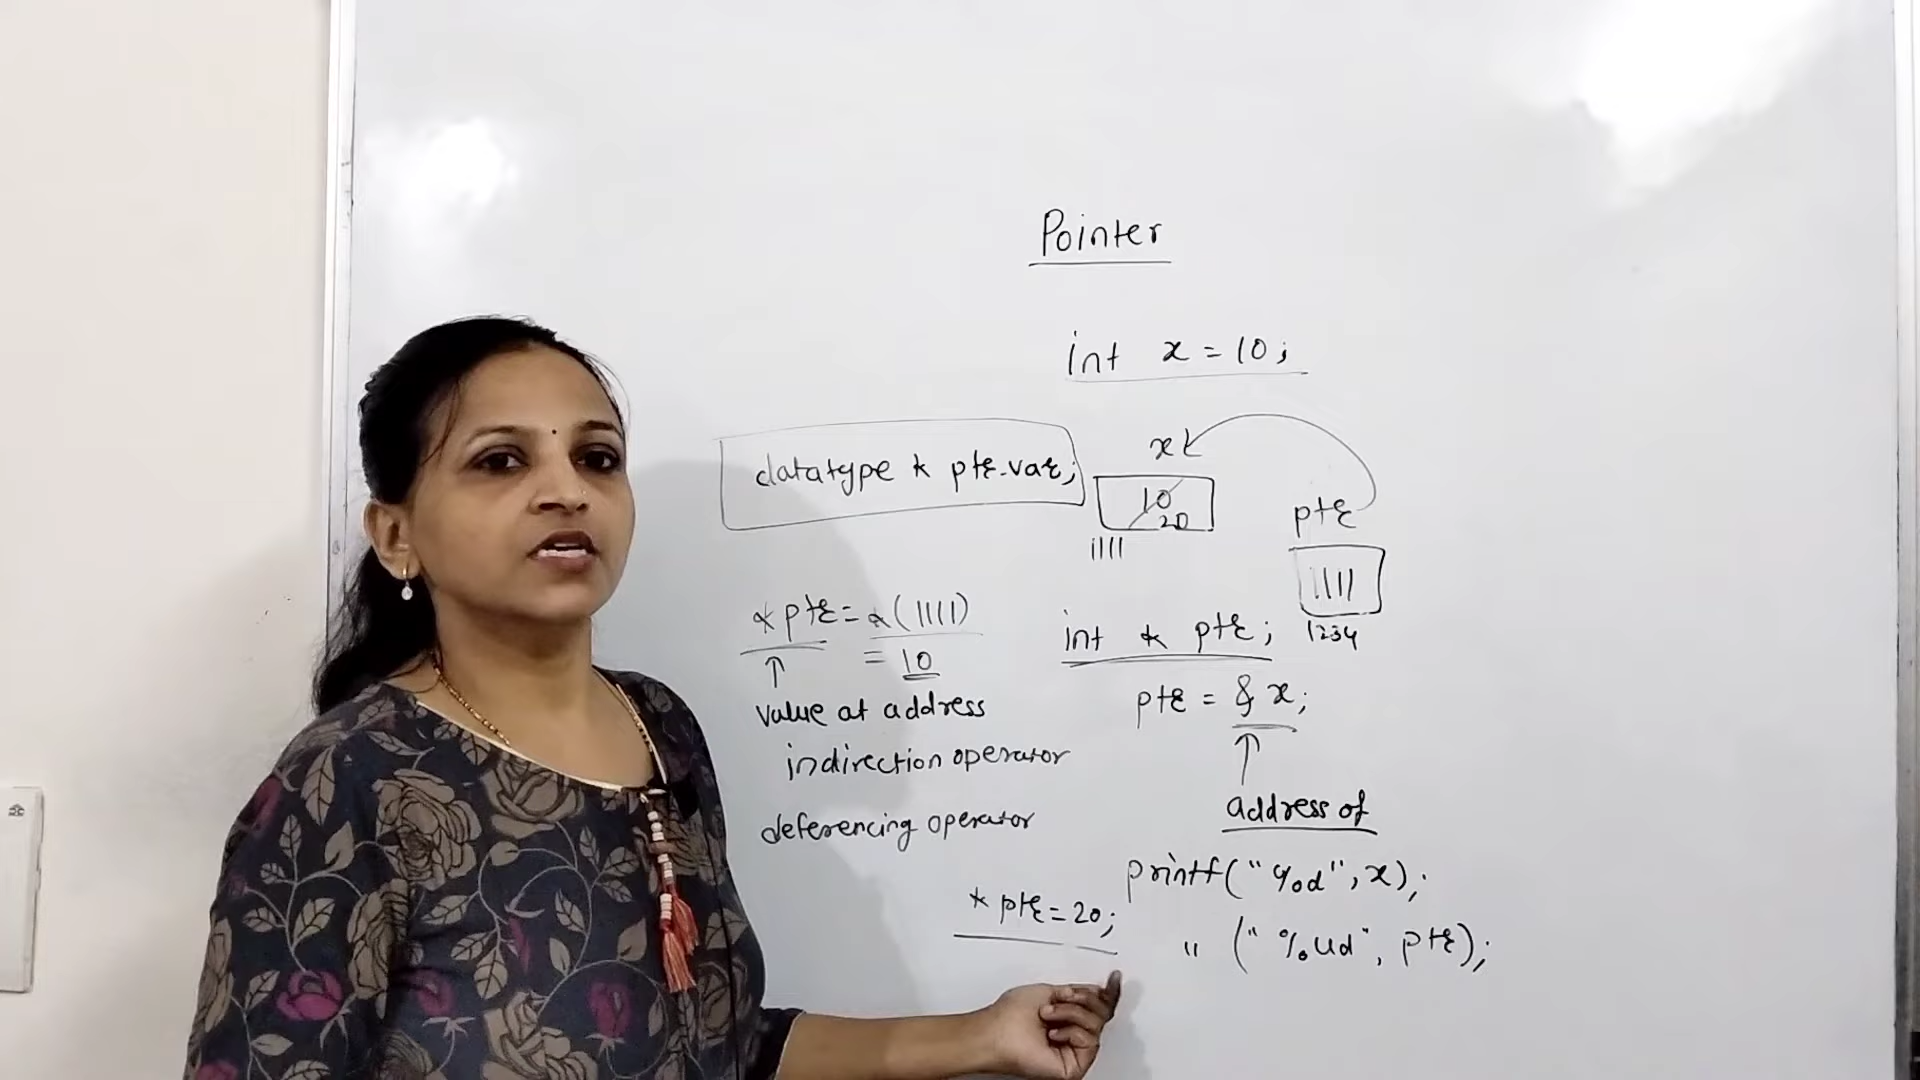 Pointer
int x = 10;
datatype * ptr-var;
x
10
20
1111
ptr
1111
1234
*ptr = *(1111)
= 10
value at address
indirection operator
deferencing operator
int * ptr;
ptr = & x;
address of
printf("%d", x);
*ptr = 20;
" ("%ud", ptr);